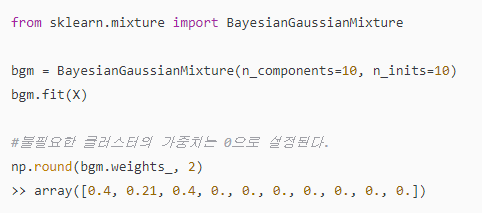 from sklearn.mixture import BayesianGaussianMixture
bgm = BayesianGaussianMixture(n_components=10, n_inits=10)
bgm.fit(X)
#불필요한 클러스터의 가중치는 0으로 설정된다.
np.round(bgm.weights_, 2)
>> array([0.4, 0.21, 0.4, 0., 0., 0., 0., 0., 0., 0.])